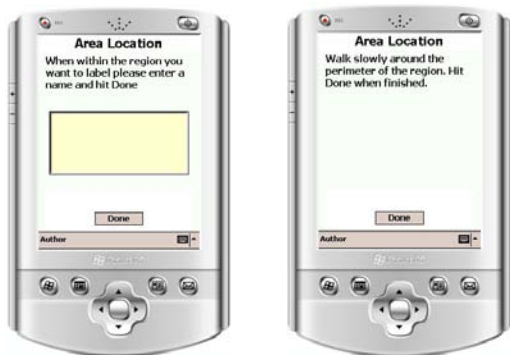 Area Location
When within the region you
want to label please enter a
name and hit Done
Done
Author
Area Location
Walk slowly around the
perimeter of the region. Hit
Done when finished.
Done
Author